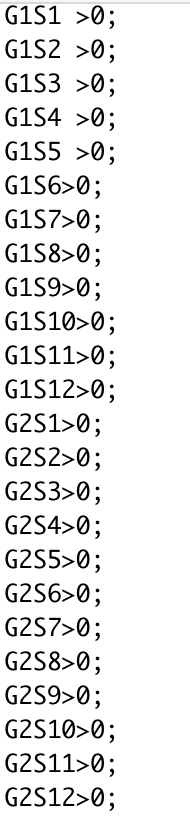 G1S1 >0;
G1S2 >0;
G1S3 >0;
G1S4 >0;
G1S5 >0;
G1S6>0;
G1S7>0;
G1S8>0;
G1S9>0;
G1S10>0;
G1S11>0;
G1S12>0;
G2S1>0;
G2S2>0;
G2S3>0;
G2S4>0;
G2S5>0;
G2S6>0;
G2S7>0;
G2S8>0;
G2S9>0;
G2S10>0;
G2S11>0;
G2S12>0;